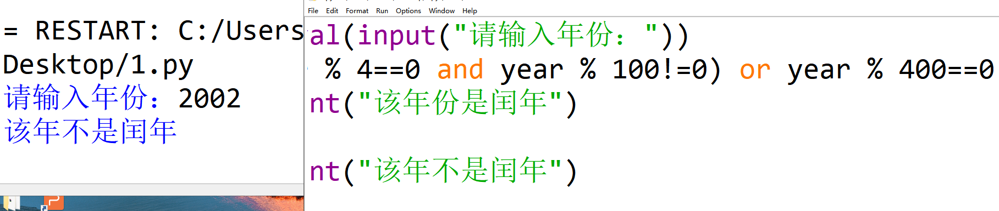 = RESTART: C:/Users
Desktop/1.py
请输入年份：2002
该年不是闰年
File Edit Format Run Options Window Help
al(input("请输入年份："))
% 4==0 and year % 100!=0) or year % 400==0
nt("该年份是闰年")
nt("该年不是闰年")